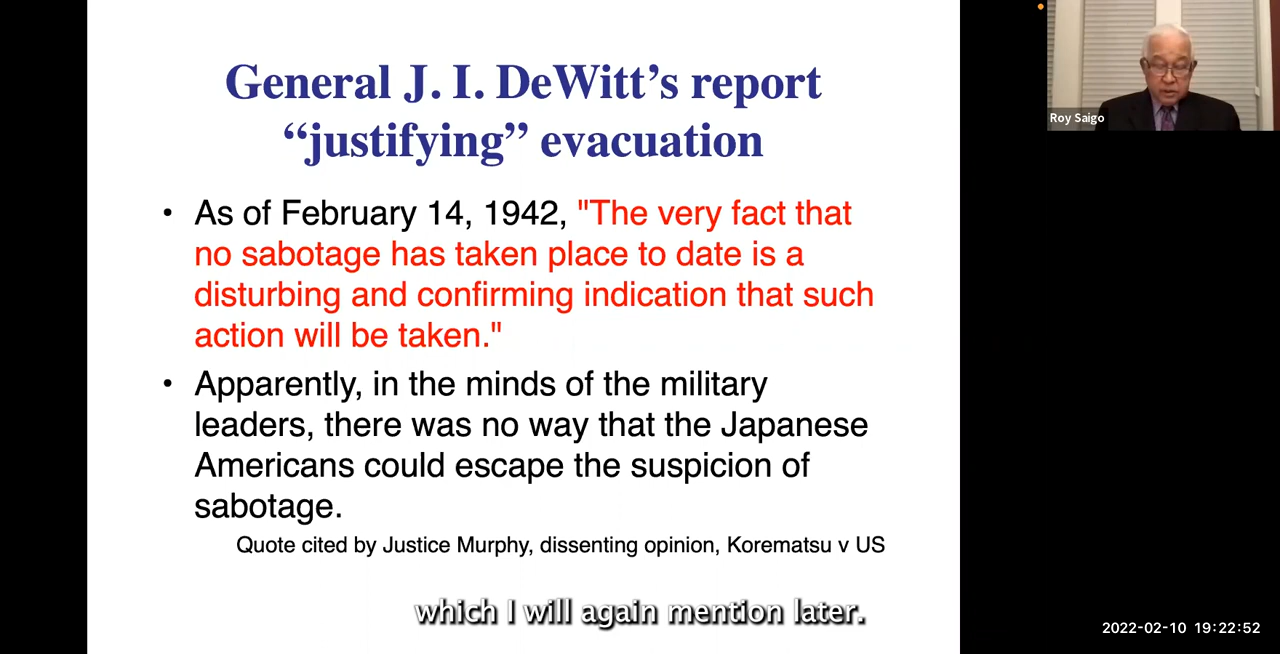 General J. I. DeWitt’s report
“justifying” evacuation
• As of February 14, 1942, "The very fact that
no sabotage has taken place to date is a
disturbing and confirming indication that such
action will be taken."
• Apparently, in the minds of the military
leaders, there was no way that the Japanese
Americans could escape the suspicion of
sabotage.
Quote cited by Justice Murphy, dissenting opinion, Korematsu v US
which I will again mention later.
Roy Saigo
2022-02-10 19:22:52